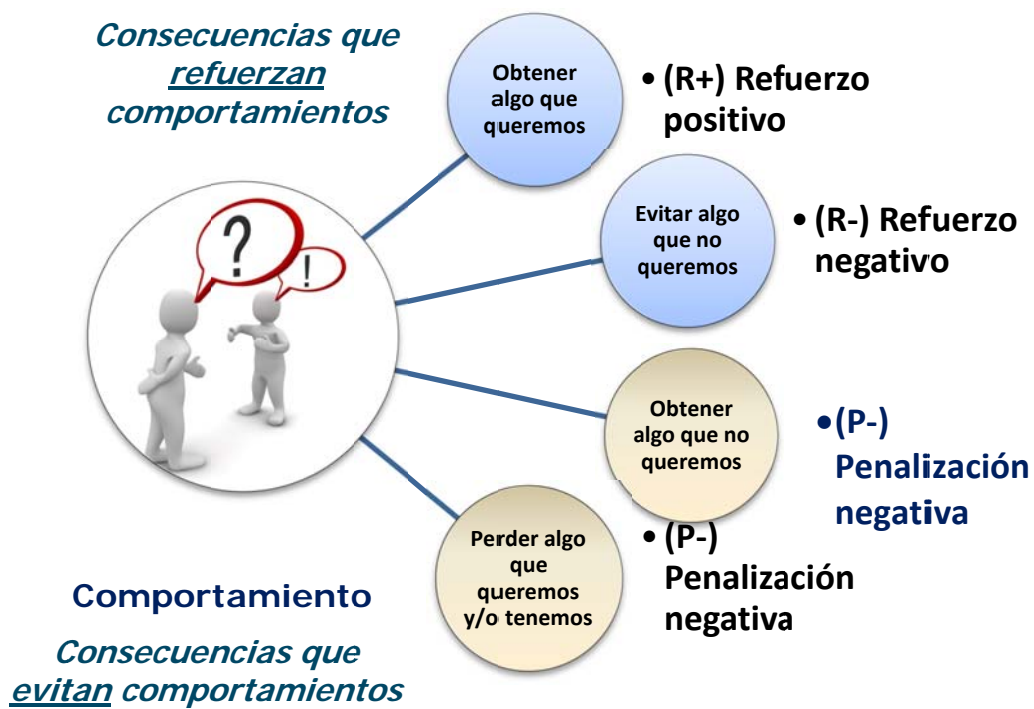 Consecuencias que
refuerzan
comportamientos
Obtener
algo que
queremos
• (R+) Refuerzo
positivo
?
!
Evitar algo
que no
queremos
• (R-) Refuerzo
negativo
Obtener
algo que no
queremos
•(P-)
Penalización
negativa
Perder algo
que
queremos
y/o tenemos
• (P-)
Penalización
negativa
Comportamiento
Consecuencias que
evitan comportamientos